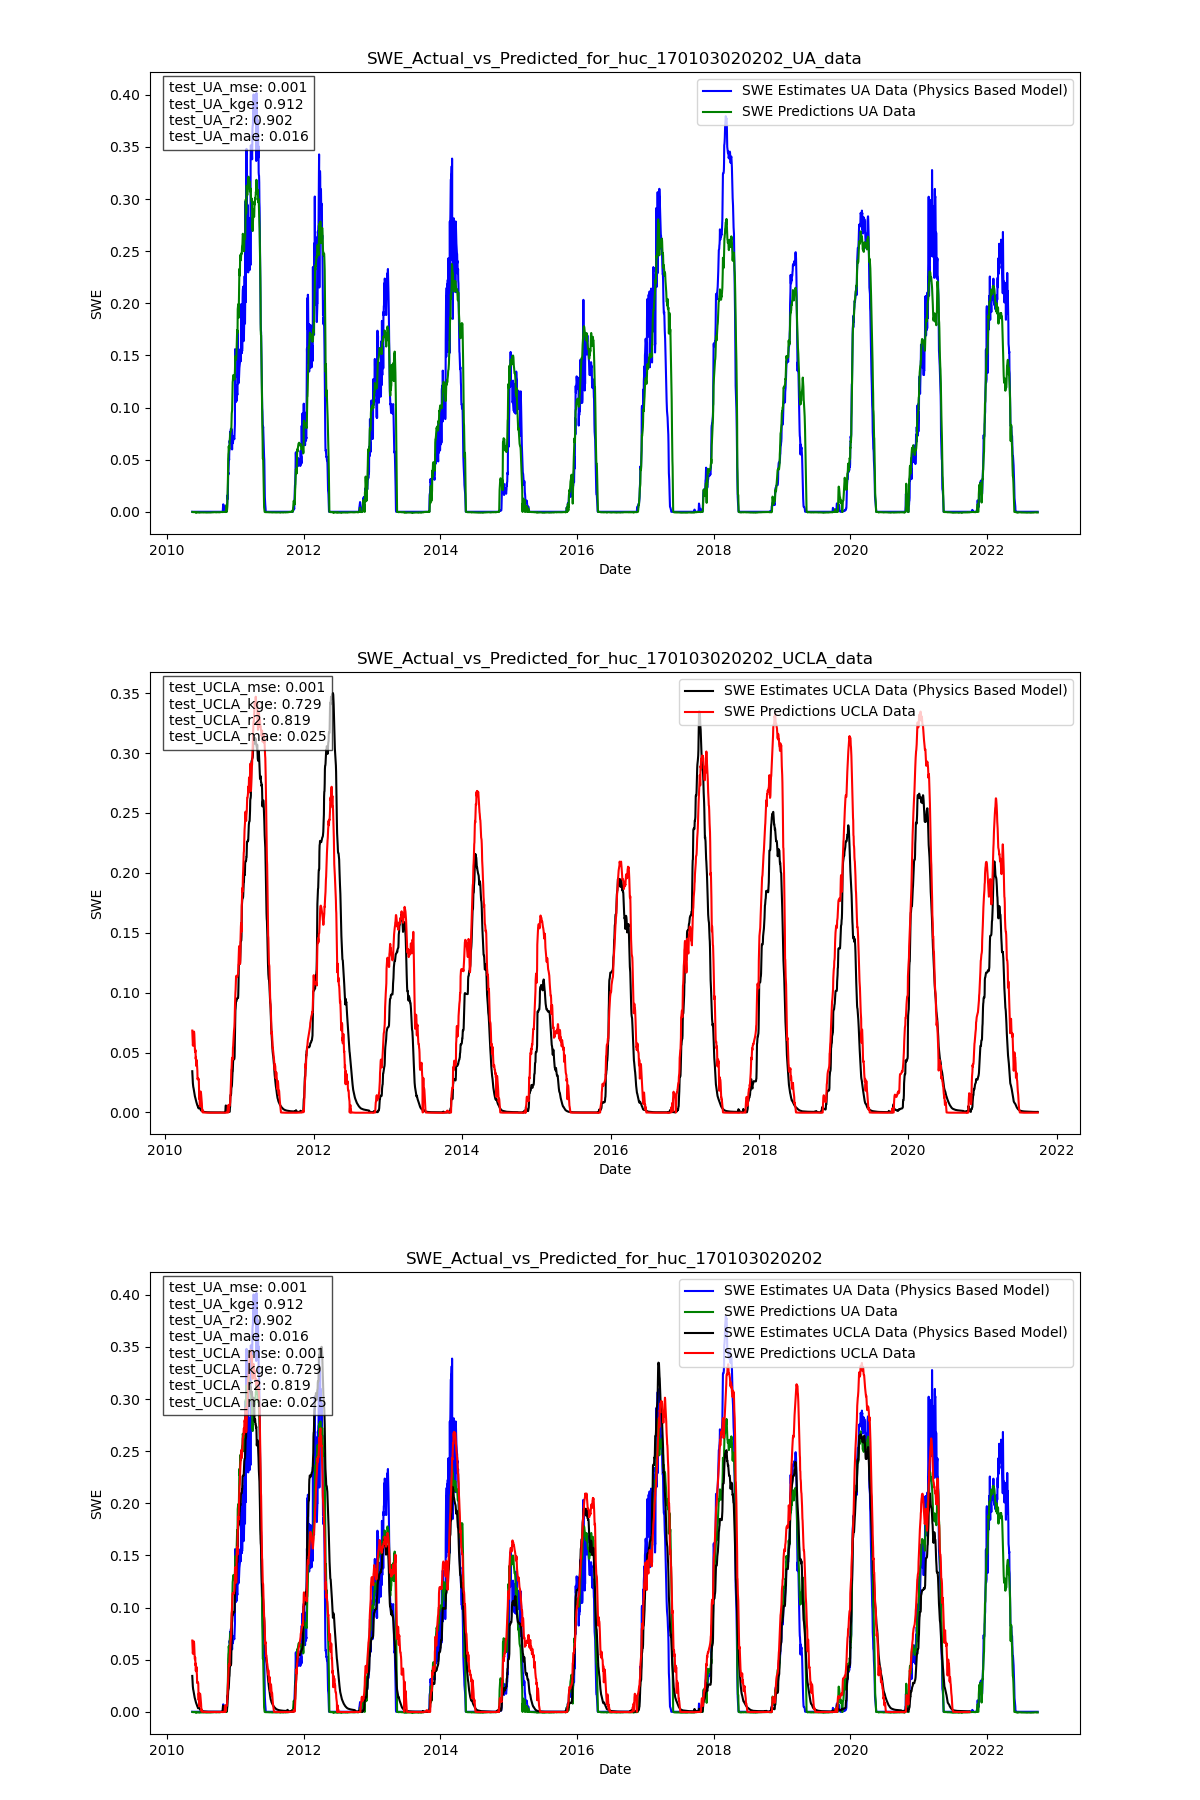 SWE_Actual_vs_Predicted_for_huc_170103020202_UA_data
test_UA_mse: 0.001
test_UA_kge: 0.912
test_UA_r2: 0.902
test_UA_mae: 0.016
SWE Estimates UA Data (Physics Based Model)
SWE Predictions UA Data
0.40
0.35
0.30
0.25
0.20
0.15
0.10
0.05
0.00
SWE
2010 2012 2014 2016 2018 2020 2022
Date
SWE_Actual_vs_Predicted_for_huc_170103020202_UCLA_data
test_UCLA_mse: 0.001
test_UCLA_kge: 0.729
test_UCLA_r2: 0.819
test_UCLA_mae: 0.025
SWE Estimates UCLA Data (Physics Based Model)
SWE Predictions UCLA Data
0.35
0.30
0.25
0.20
0.15
0.10
0.05
0.00
SWE
2010 2012 2014 2016 2018 2020 2022
Date
SWE_Actual_vs_Predicted_for_huc_170103020202
test_UA_mse: 0.001
test_UA_kge: 0.912
test_UA_r2: 0.902
test_UA_mae: 0.016
test_UCLA_mse: 0.001
test_UCLA_kge: 0.729
test_UCLA_r2: 0.819
test_UCLA_mae: 0.025
SWE Estimates UA Data (Physics Based Model)
SWE Predictions UA Data
SWE Estimates UCLA Data (Physics Based Model)
SWE Predictions UCLA Data
0.40
0.35
0.30
0.25
0.20
0.15
0.10
0.05
0.00
SWE
2010 2012 2014 2016 2018 2020 2022
Date